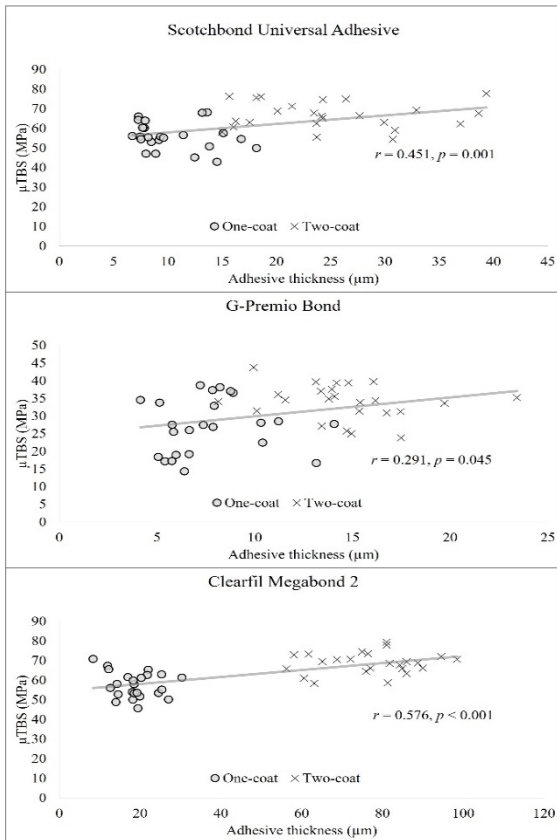 Scotchbond Universal Adhesive
µTBS (MPa)
90
80
70
60
50
40
30
20
10
0
r = 0.451, p = 0.001
One-coat × Two-coat
0 5 10 15 20 25 30 35 40 45
Adhesive thickness (µm)
G-Premio Bond
µTBS (MPa)
50
45
40
35
30
25
20
15
10
5
0
r = 0.291, p = 0.045
One-coat × Two-coat
0 5 10 15 20 25
Adhesive thickness (µm)
Clearfil Megabond 2
µTBS (MPa)
90
80
70
60
50
40
30
20
10
0
r = 0.576, p < 0.001
One-coat × Two-coat
0 20 40 60 80 100 120
Adhesive thickness (µm)